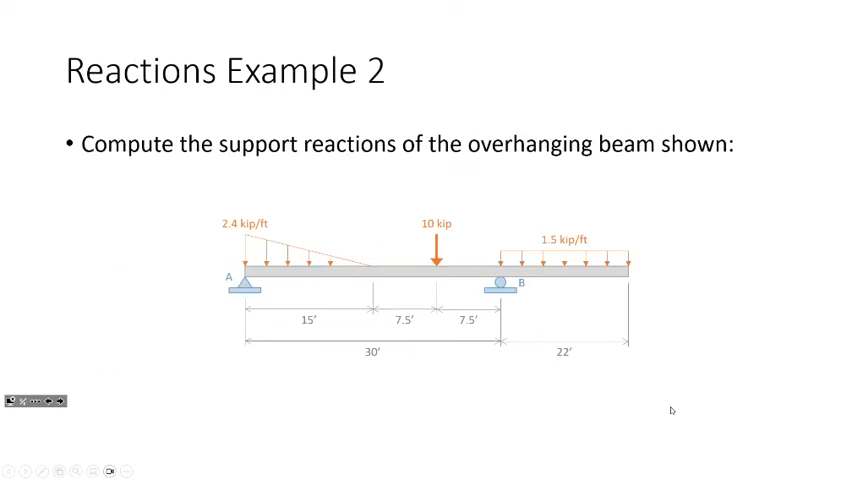 Reactions Example 2
• Compute the support reactions of the overhanging beam shown:
2.4 kip/ft
10 kip
1.5 kip/ft
A
B
15’
7.5’
7.5’
30’
22’